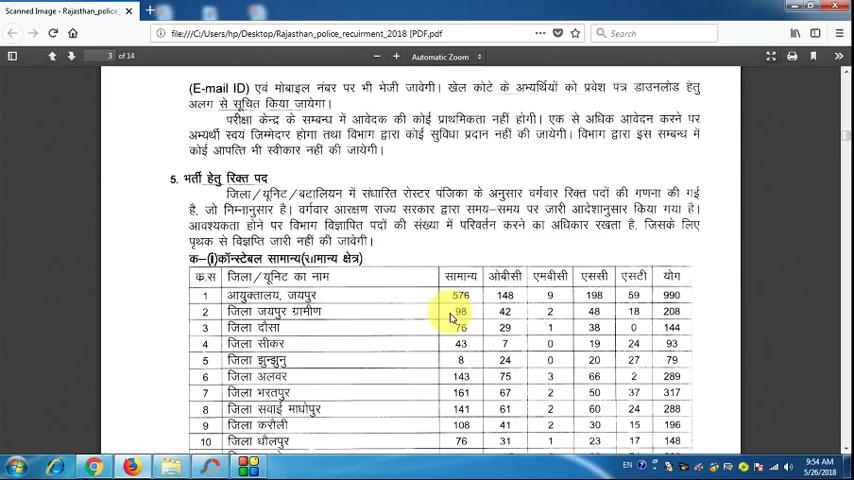 Scanned Image - Rajasthan_police_
file:///C:/Users/hp/Desktop/Rajasthan_police_recuirment_2018 [PDF.pdf
Search
3 of 14
Automatic Zoom
(E-mail ID) एवं मोबाइल नंबर पर भी भेजी जावेगी। खेल कोटे के अभ्यर्थियों को प्रवेश पत्र डाउनलोड हेतु
अलग से सूचित किया जायेगा।
परीक्षा केन्द्र के सम्बन्ध में आवेदक की कोई प्राथमिकता नहीं होगी। एक से अधिक आवेदन करने पर
अभ्यर्थी स्वयं जिम्मेदार होगा तथा विभाग द्वारा कोई सुविधा प्रदान नहीं की जायेगी। विभाग द्वारा इस सम्बन्ध में
कोई आपत्ति भी स्वीकार नहीं की जायेगी।
5. भर्ती हेतु रिक्त पद
जिला/यूनिट/बटालियन में संधारित रोस्टर पंजिका के अनुसार वर्गवार रिक्त पदों की गणना की गई
है, जो निम्नानुसार है। वर्गवार आरक्षण राज्य सरकार द्वारा समय-समय पर जारी आदेशानुसार किया गया है।
आवश्यकता होने पर विभाग विज्ञापित पदों की संख्या में परिवर्तन करने का अधिकार रखता है, जिसके लिए
पृथक से विज्ञप्ति जारी नहीं की जावेगी।
क-(i)कॉन्स्टेबल सामान्य(सामान्य क्षेत्र)
क.स जिला/यूनिट का नाम सामान्य ओबीसी एमबीसी एससी एसटी योग
1 आयुक्तालय, जयपुर 576 148 9 198 59 990
2 जिला जयपुर ग्रामीण 98 42 2 48 18 208
3 जिला दौसा 76 29 1 38 0 144
4 जिला सीकर 43 7 0 19 24 93
5 जिला झुन्झुनु 8 24 0 20 27 79
6 जिला अलवर 143 75 3 66 2 289
7 जिला भरतपुर 161 67 2 50 37 317
8 जिला सवाई माधोपुर 141 61 2 60 24 288
9 जिला करौली 108 41 2 30 15 196
10 जिला धौलपुर 76 31 1 23 17 148
EN
9:54 AM
5/26/2018